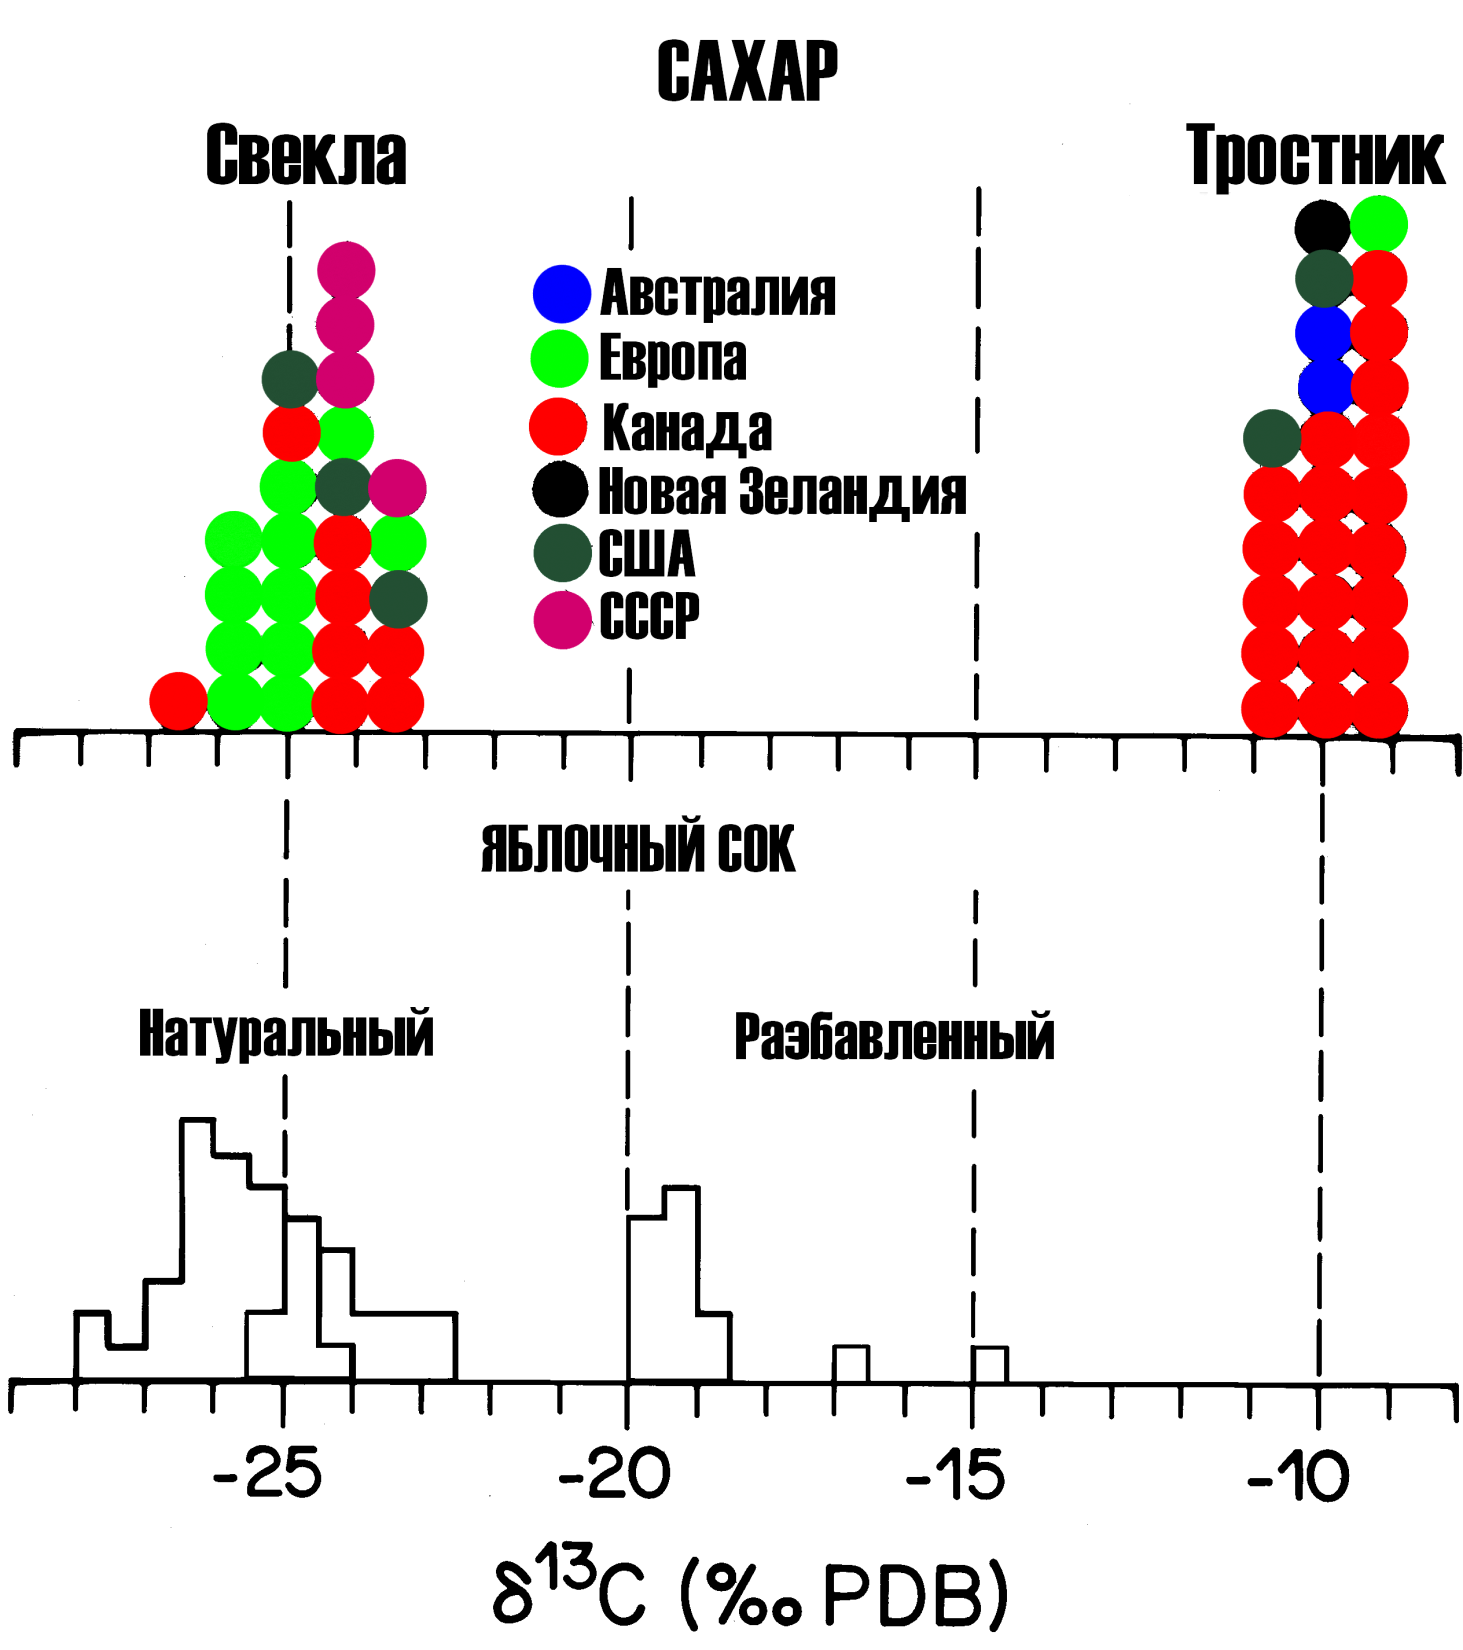 САХАР
Свекла
Тростник
Австралия
Европа
Канада
Новая Зеландия
США
СССР
ЯБЛОЧНЫЙ СОК
Натуральный
Раэбавленный
-25 -20 -15 -10
δ¹³C (‰ PDB)